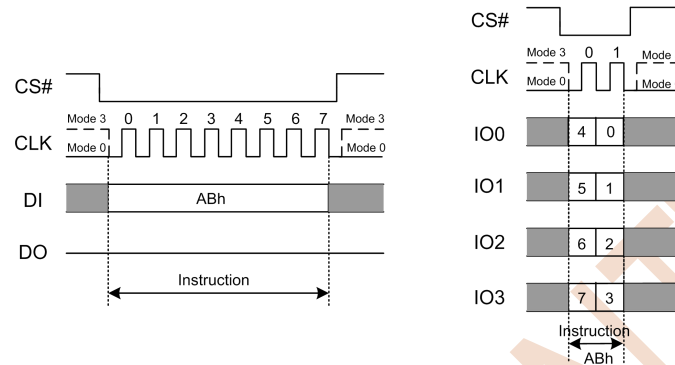 CS#
Mode 3 0 1 2 3 4 5 6 7 Mode 3
CLK
Mode 0 Mode 0
DI ABh
DO
Instruction
CS#
Mode 3 0 1 Mode
CLK
Mode 0 Mode
IO0 4 0
IO1 5 1
IO2 6 2
IO3 7 3
Instruction
ABh